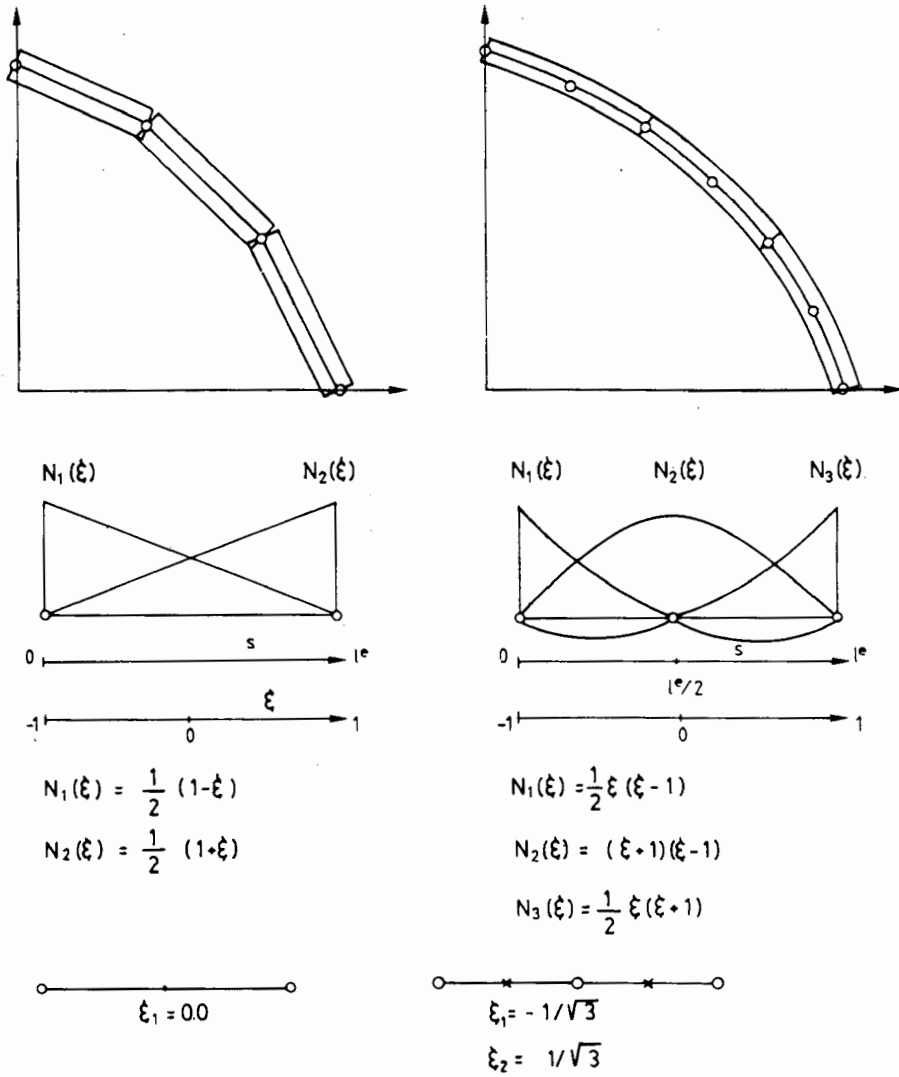 N₁(ξ) N₂(ξ)
0 s lᵉ
ξ
-1 0 1
N₁(ξ) = 1/2 (1-ξ)
N₂(ξ) = 1/2 (1+ξ)
ξ₁ = 0.0
N₁(ξ) N₂(ξ) N₃(ξ)
0 s lᵉ
lᵉ/2
-1 0 1
N₁(ξ) = 1/2 ξ(ξ-1)
N₂(ξ) = (ξ+1)(ξ-1)
N₃(ξ) = 1/2 ξ(ξ+1)
ξ₁ = - 1/√3
ξ₂ = 1/√3